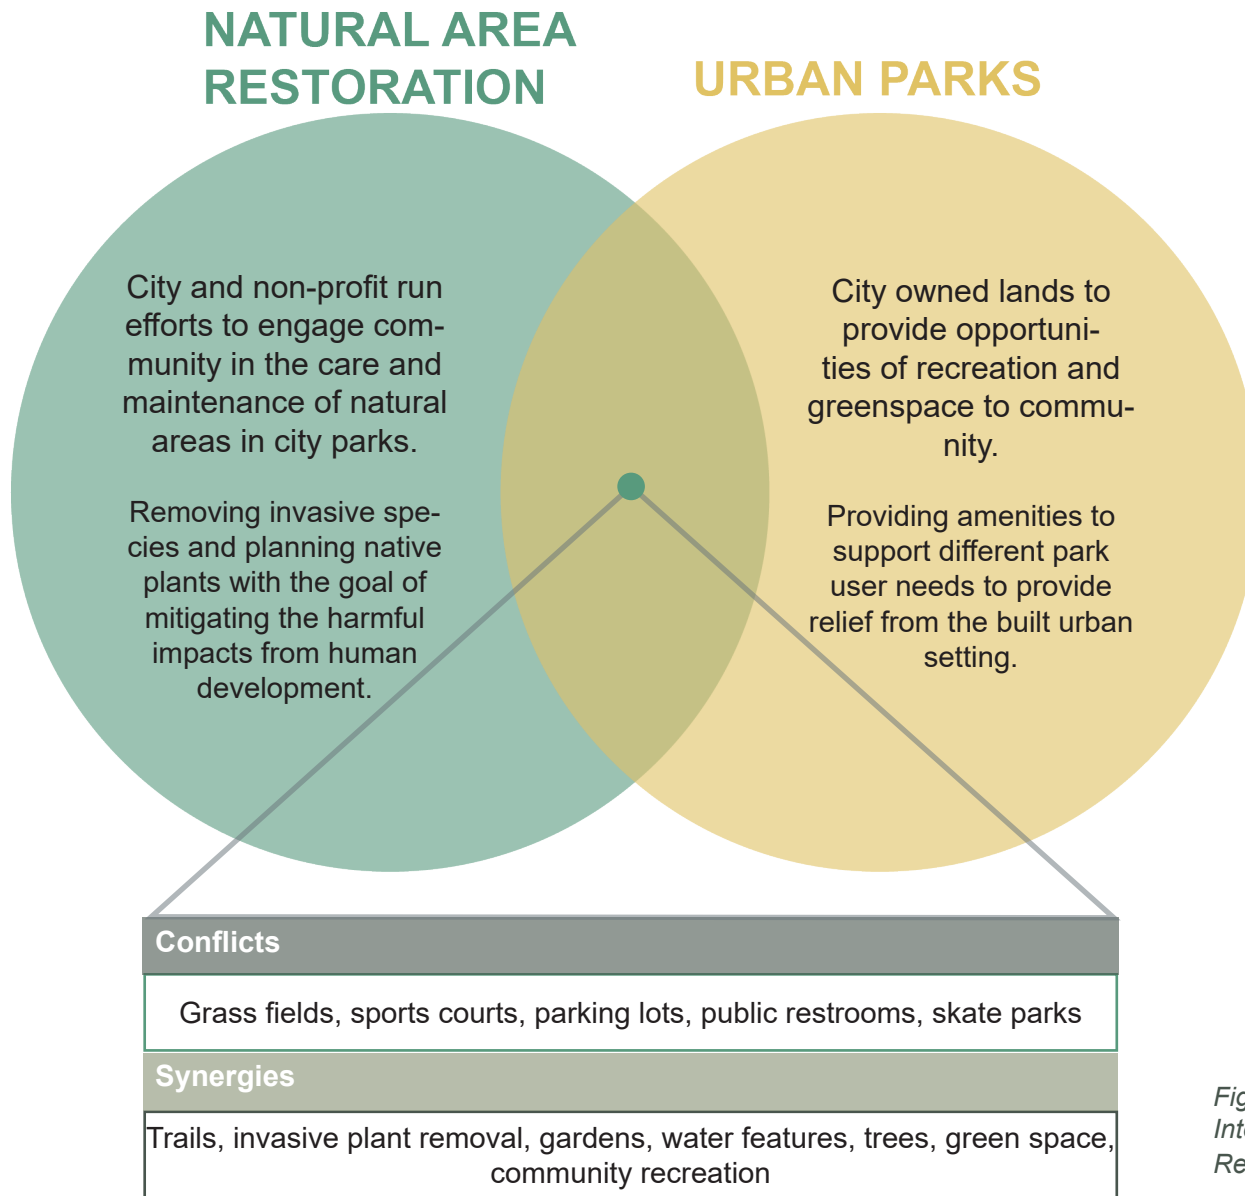 NATURAL AREA
RESTORATION
URBAN PARKS
City and non-profit run
efforts to engage com-
munity in the care and
maintenance of natural
areas in city parks.
Removing invasive spe-
cies and planning native
plants with the goal of
mitigating the harmful
impacts from human
development.
City owned lands to
provide opportuni-
ties of recreation and
greenspace to commu-
nity.
Providing amenities to
support different park
user needs to provide
relief from the built urban
setting.
Conflicts
Grass fields, sports courts, parking lots, public restrooms, skate parks
Synergies
Trails, invasive plant removal, gardens, water features, trees, green space,
community recreation